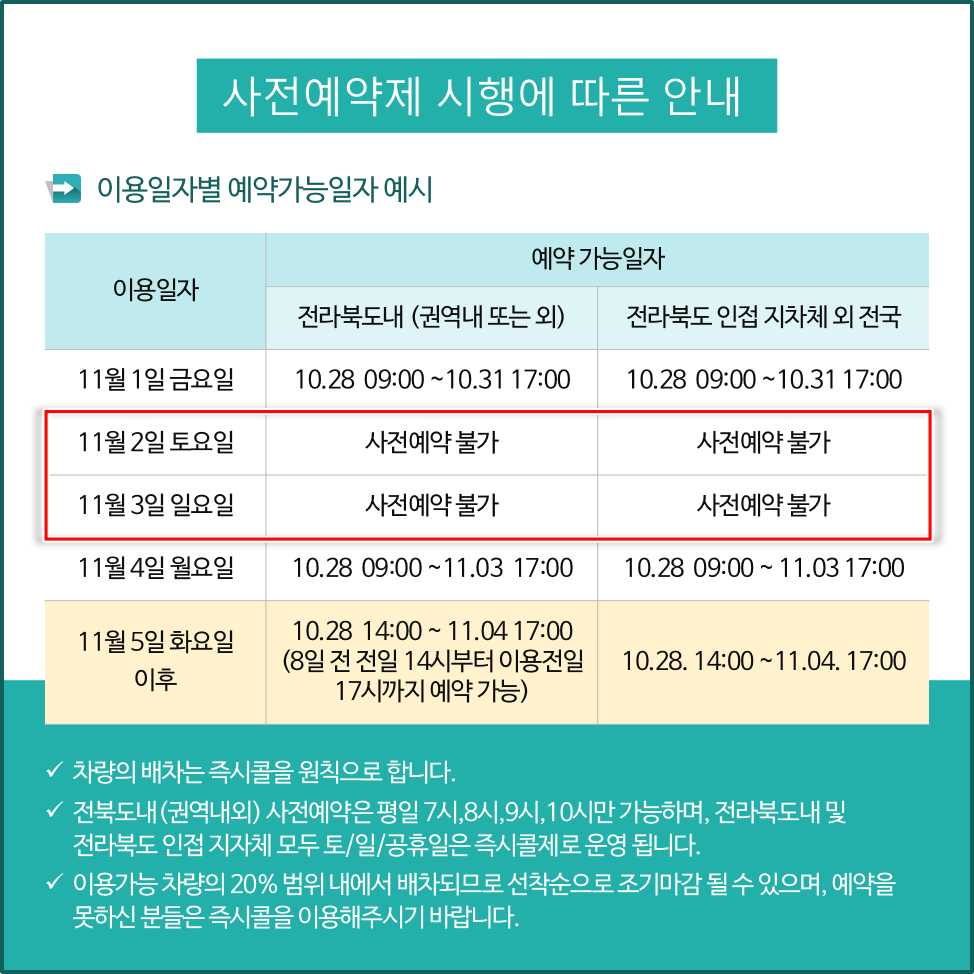 사전예약제 시행에 따른 안내
이용일자별 예약가능일자 예시
이용일자
예약 가능일자
전라북도내 (권역내 또는 외)
전라북도 인접 지차체 외 전국
11월 1일 금요일
10.28 09:00 ~10.31 17:00
10.28 09:00 ~10.31 17:00
11월 2일 토요일
사전예약 불가
사전예약 불가
11월 3일 일요일
사전예약 불가
사전예약 불가
11월 4일 월요일
10.28 09:00 ~11.03 17:00
10.28 09:00 ~ 11.03 17:00
11월 5일 화요일
이후
10.28 14:00 ~ 11.04 17:00
(8일 전 전일 14시부터 이용전일
17시까지 예약 가능)
10.28. 14:00 ~11.04. 17:00
✓ 차량의 배차는 즉시콜을 원칙으로 합니다.
✓ 전북도내(권역내외) 사전예약은 평일 7시,8시,9시,10시만 가능하며, 전라북도내 및
전라북도 인접 지자체 모두 토/일/공휴일은 즉시콜제로 운영 됩니다.
✓ 이용가능 차량의 20% 범위 내에서 배차되므로 선착순으로 조기마감 될 수 있으며, 예약을
못하신 분들은 즉시콜을 이용해주시기 바랍니다.